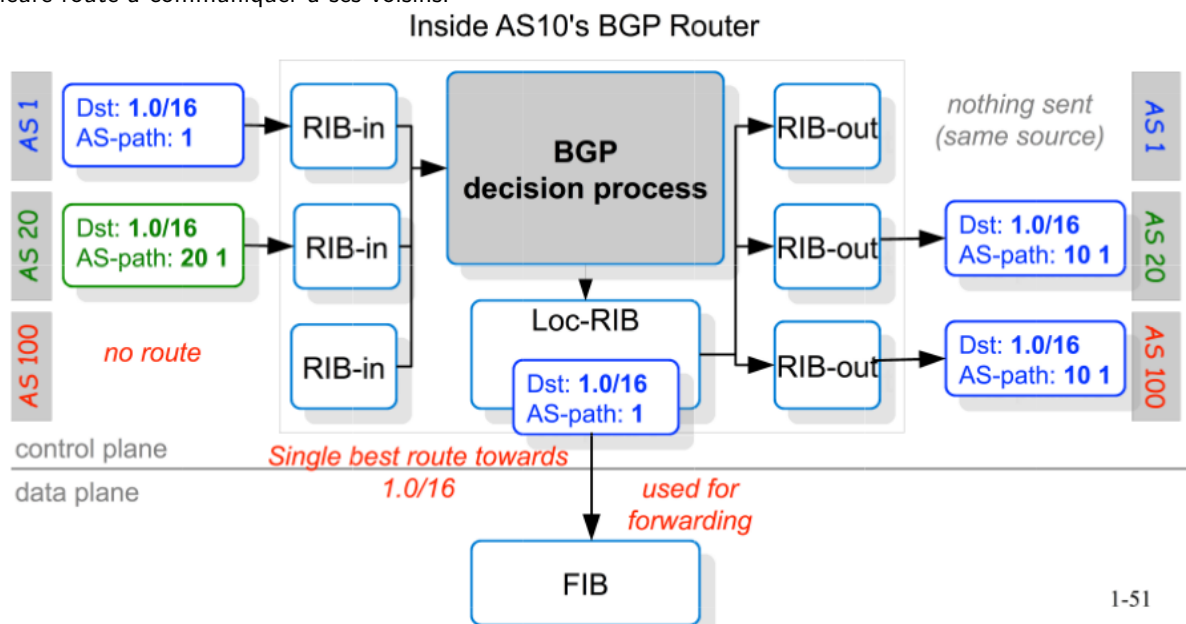 route à communiquer à ses voisins.
Inside AS10's BGP Router
AS 1
Dst: 1.0/16
AS-path: 1
RIB-in
BGP
decision process
RIB-out
nothing sent
(same source)
AS 1
AS 20
Dst: 1.0/16
AS-path: 20 1
RIB-in
RIB-out
Dst: 1.0/16
AS-path: 10 1
AS 20
AS 100
no route
RIB-in
Loc-RIB
Dst: 1.0/16
AS-path: 1
RIB-out
Dst: 1.0/16
AS-path: 10 1
AS 100
control plane
data plane
Single best route towards
1.0/16
used for
forwarding
FIB
1-51